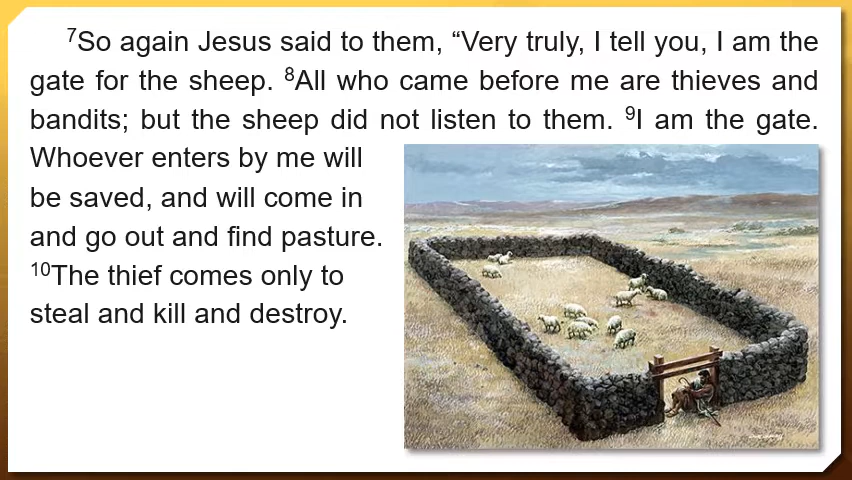 ⁷So again Jesus said to them, “Very truly, I tell you, I am the
gate for the sheep. ⁸All who came before me are thieves and
bandits; but the sheep did not listen to them. ⁹I am the gate.
Whoever enters by me will
be saved, and will come in
and go out and find pasture.
¹⁰The thief comes only to
steal and kill and destroy.